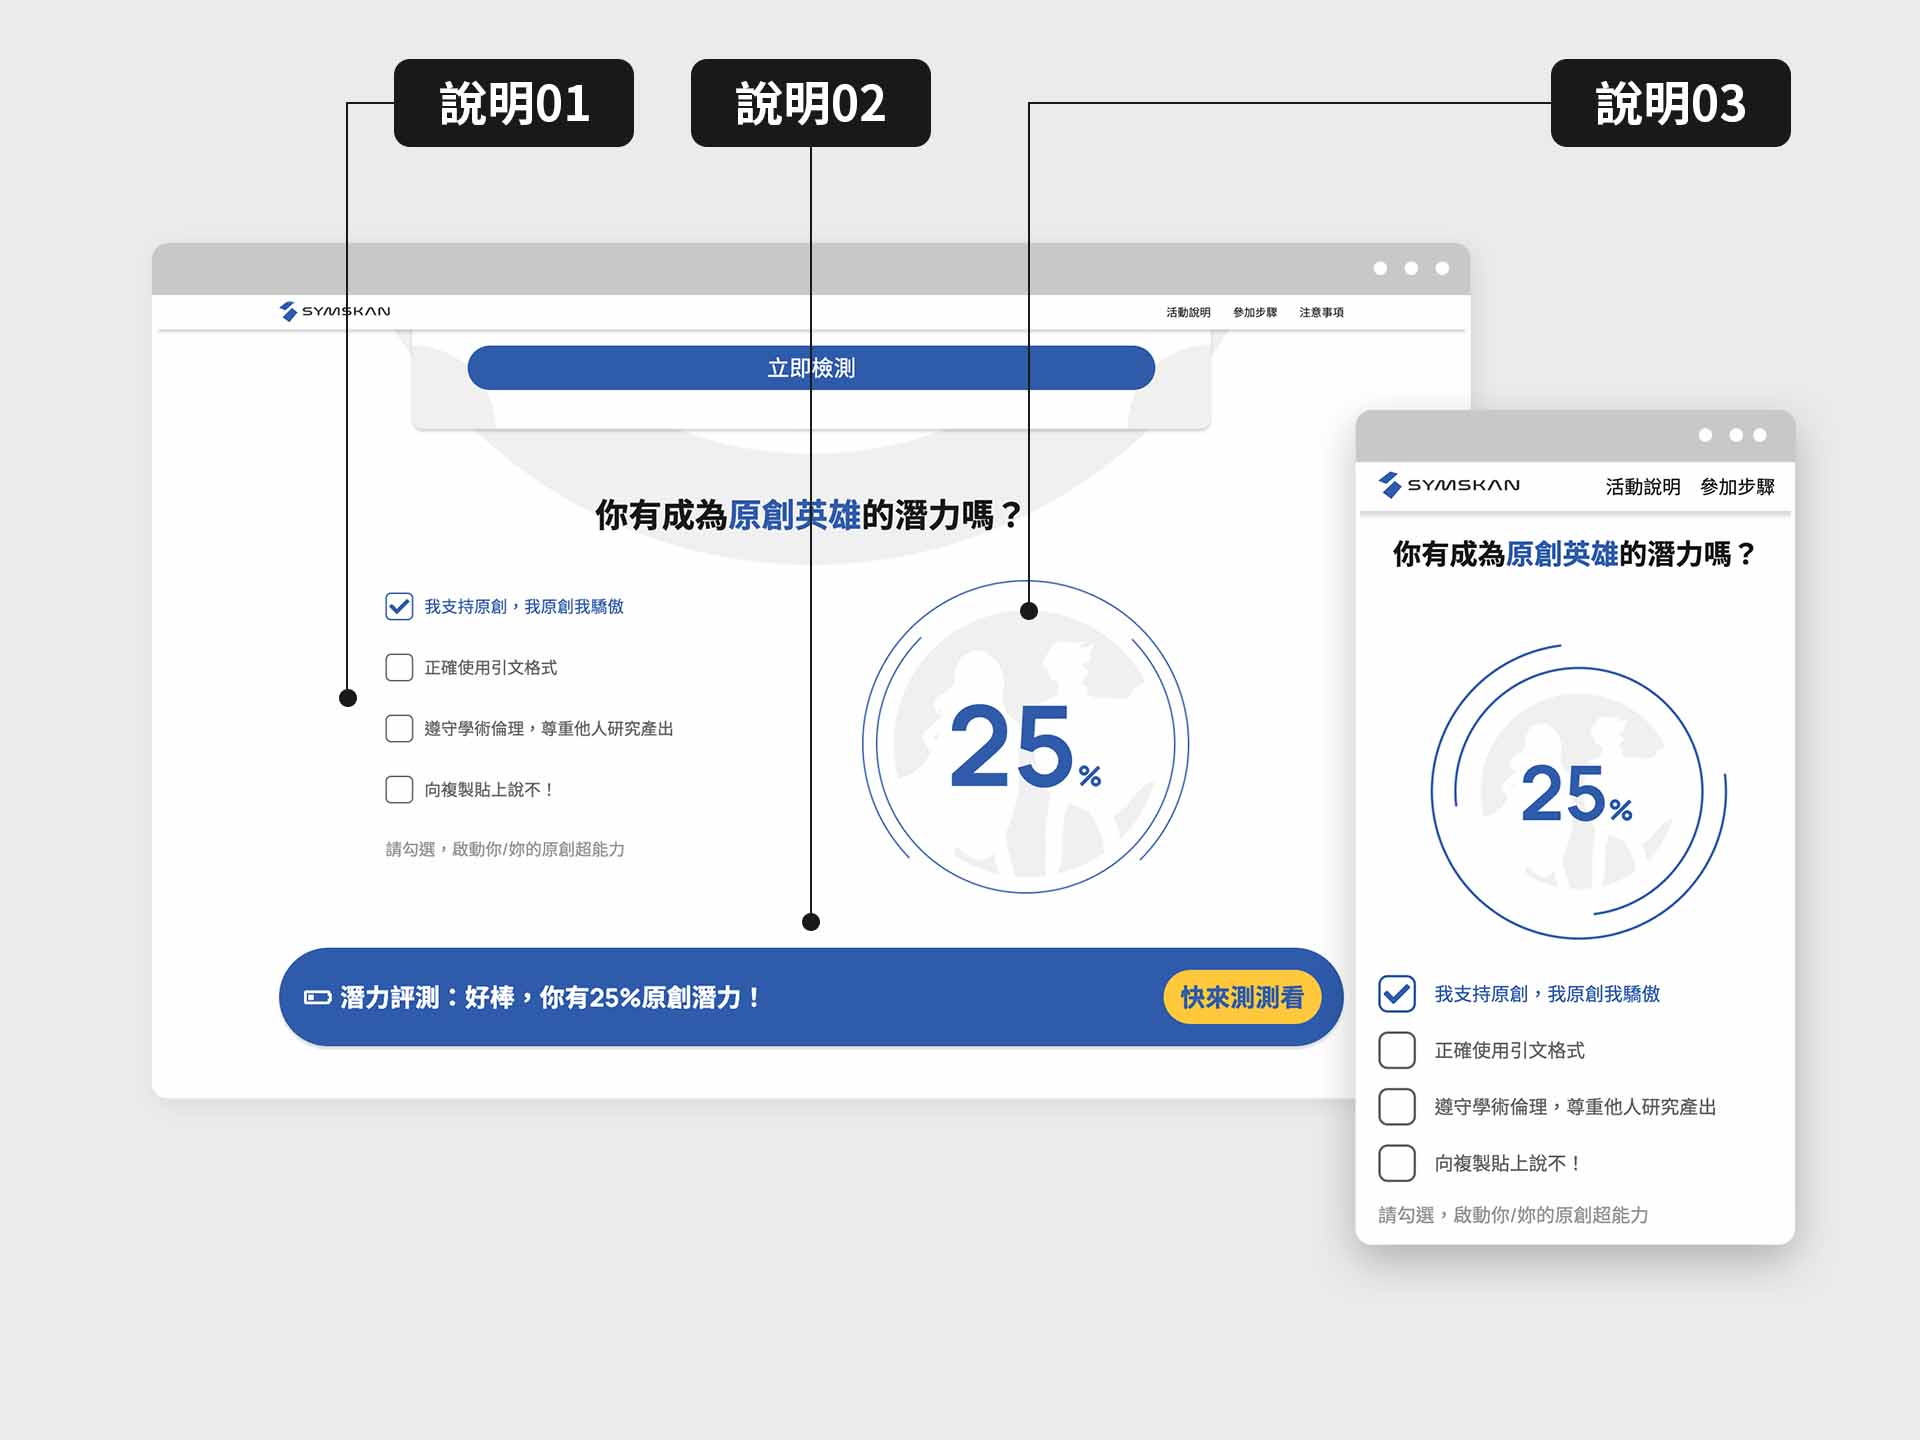 說明01
說明02
說明03
SYMSKAN
活動說明 參加步驟 注意事項
立即檢測
你有成為原創英雄的潛力嗎？
我支持原創，我原創我驕傲
正確使用引文格式
遵守學術倫理，尊重他人研究產出
向複製貼上說不！
請勾選，啟動你/妳的原創超能力
25%
潛力評測：好棒，你有25%原創潛力！
快來測測看
SYMSKAN
活動說明 參加步驟
你有成為原創英雄的潛力嗎？
25%
我支持原創，我原創我驕傲
正確使用引文格式
遵守學術倫理，尊重他人研究產出
向複製貼上說不！
請勾選，啟動你/妳的原創超能力